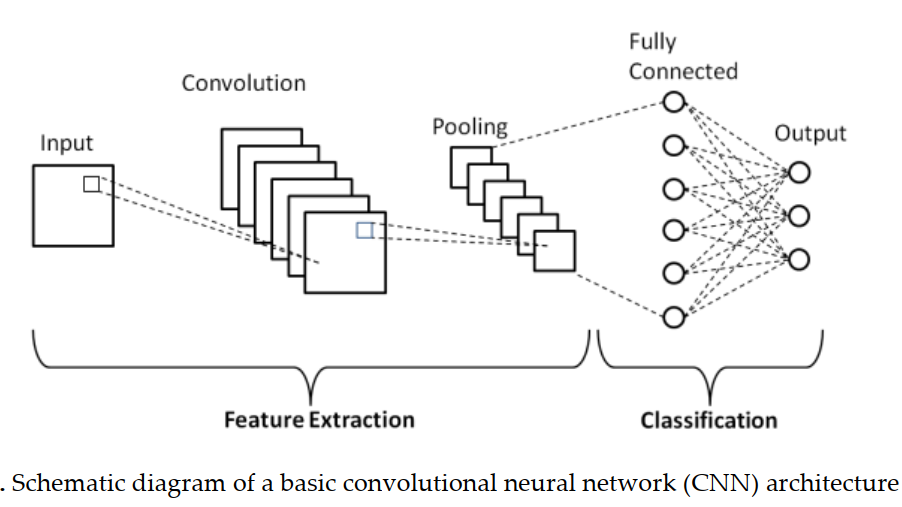 Fully
Connected
Convolution
Pooling
Output
Input
Feature Extraction
Classification
. Schematic diagram of a basic convolutional neural network (CNN) architecture